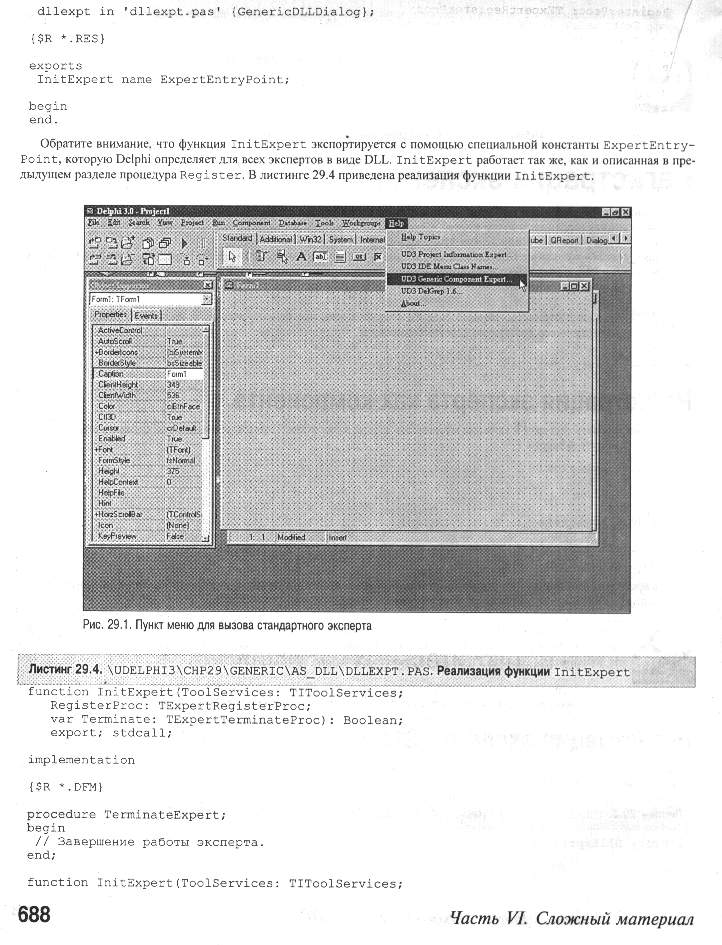 dllexpt in 'dllexpt.pas' {GenericDLLDialog};
{$R *.RES}
exports
InitExpert name ExpertEntryPoint;
begin
end.
Обратите внимание, что функция InitExpert экспортируется с помощью специальной константы ExpertEntry-
Point, которую Delphi определяет для всех экспертов в виде DLL. InitExpert работает так же, как и описанная в пре-
дыдущем разделе процедура Register. В листинге 29.4 приведена реализация функции InitExpert.
Delphi 3.0 - Project1
File Edit Search View Project Run Component Database Tools Workgroups Help
Standard Additional Win32 System Internet
QReport Dialog
Help Topics
UD3 Project Information Expert...
UD3 IDE Menu Class Names...
UD3 Generic Component Expert...
UD3 DelGrep 1.6...
About...
Object Inspector
Form1
Form1: TForm1
Properties Events
ActiveControl
AutoScroll True
+BorderIcons [biSystemM
BorderStyle bsSizeable
Caption Form1
ClientHeight 348
ClientWidth 536
Color clBtnFace
Ctl3D True
Cursor crDefault
Enabled True
+Font (TFont)
FormStyle fsNormal
Height 375
HelpContext 0
HelpFile
Hint
+HorzScrollBar (TControlS
Icon (None)
KeyPreview False
1: 1 Modified Insert
Рис. 29.1. Пункт меню для вызова стандартного эксперта
Листинг 29.4. \UDELPHI3\CHP29\GENERIC\AS_DLL\DLLEXPT.PAS. Реализация функции InitExpert
function InitExpert(ToolServices: TIToolServices;
RegisterProc: TExpertRegisterProc;
var Terminate: TExpertTerminateProc): Boolean;
export; stdcall;
implementation
{$R *.DFM}
procedure TerminateExpert;
begin
// Завершение работы эксперта.
end;
function InitExpert(ToolServices: TIToolServices;
688
Часть VI. Сложный материал